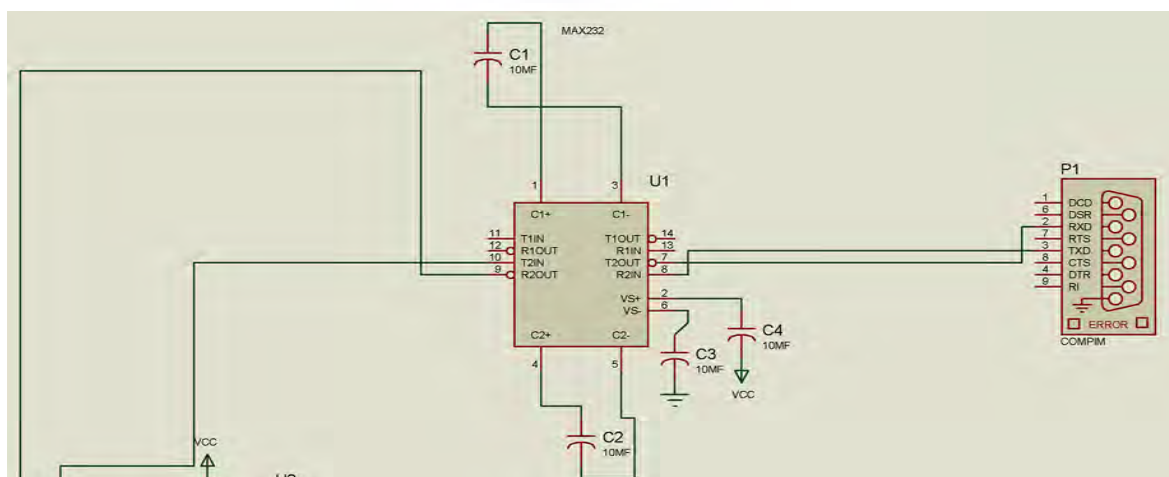 MAX232
C1
10MF
U1
P1
1
3
C1+
C1-
11
T1IN
T1OUT
14
12
R1OUT
R1IN
13
10
T2IN
T2OUT
7
9
R2OUT
R2IN
8
VS+
2
VS-
6
C2+
C2-
4
5
C4
10MF
C3
10MF
VCC
C2
10MF
VCC
1
DCD
6
DSR
2
RXD
7
RTS
3
TXD
8
CTS
4
DTR
9
RI
ERROR
COMPIM